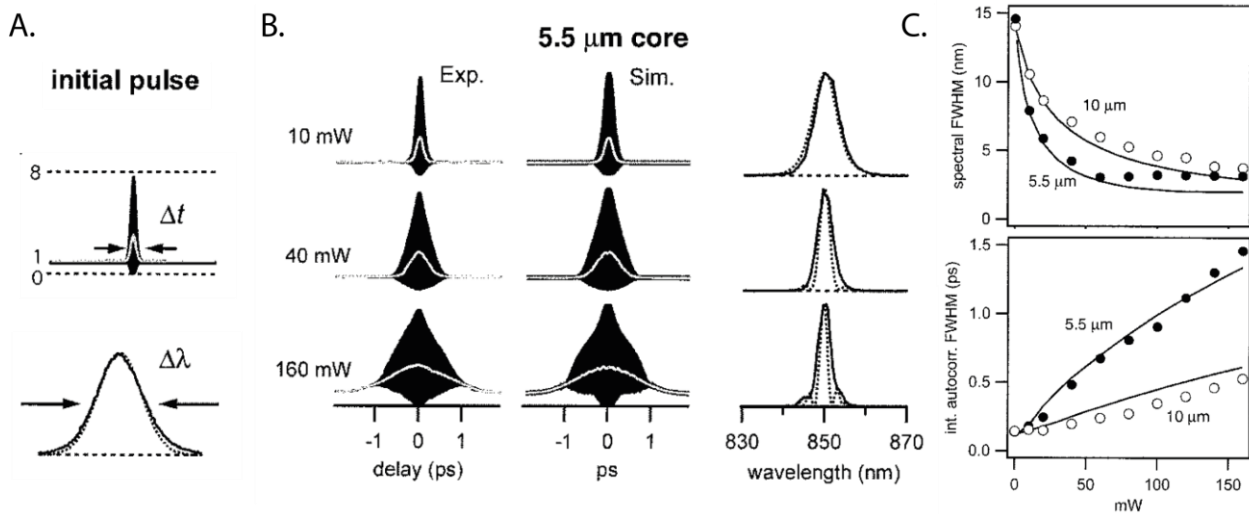 A.
initial pulse
8
Δt
1
0
Δλ
B.
5.5 μm core
Exp.
Sim.
10 mW
40 mW
160 mW
-1 0 1
delay (ps)
-1 0 1
ps
830 850 870
wavelength (nm)
C.
15
10
5
0
spectral FWHM (nm)
10 μm
5.5 μm
1.5
1.0
0.5
0.0
int. autocorr. FWHM (ps)
5.5 μm
10 μm
0 50 100 150
mW